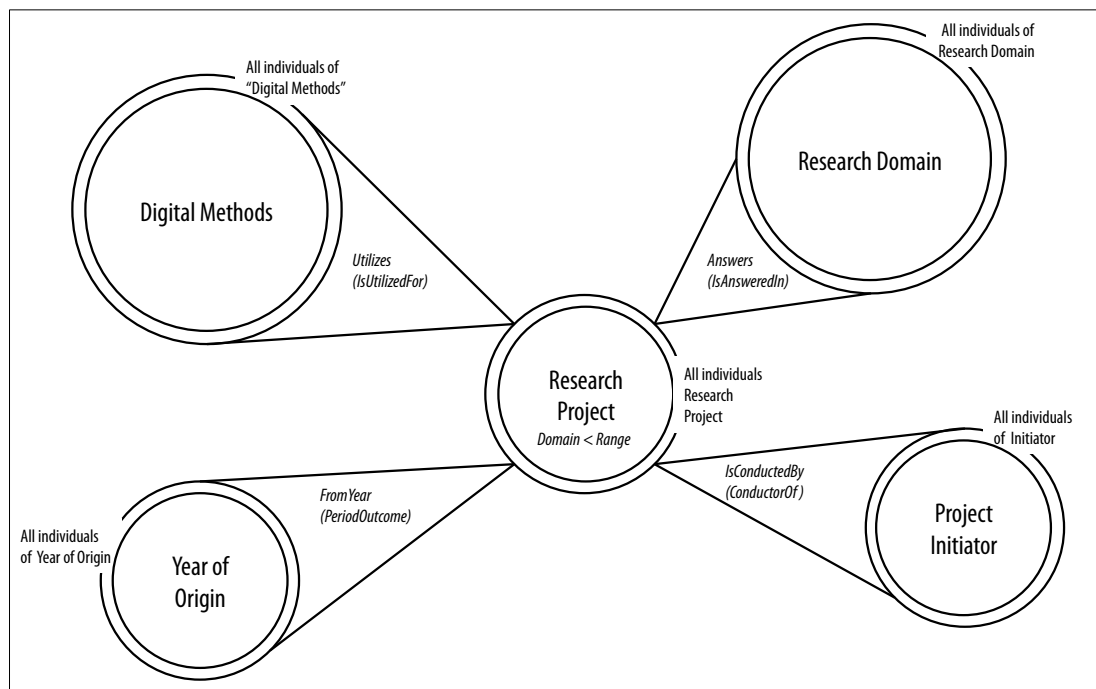 All individuals of
"Digital Methods"
Digital Methods
Utilizes
(IsUtilizedFor)
All individuals of
Research Domain
Research Domain
Answers
(IsAnsweredIn)
Research
Project
Domain < Range
All individuals
Research
Project
FromYear
(PeriodOutcome)
All individuals
of Year of Origin
Year of
Origin
IsConductedBy
(ConductorOf )
All individuals
of Initiator
Project
Initiator